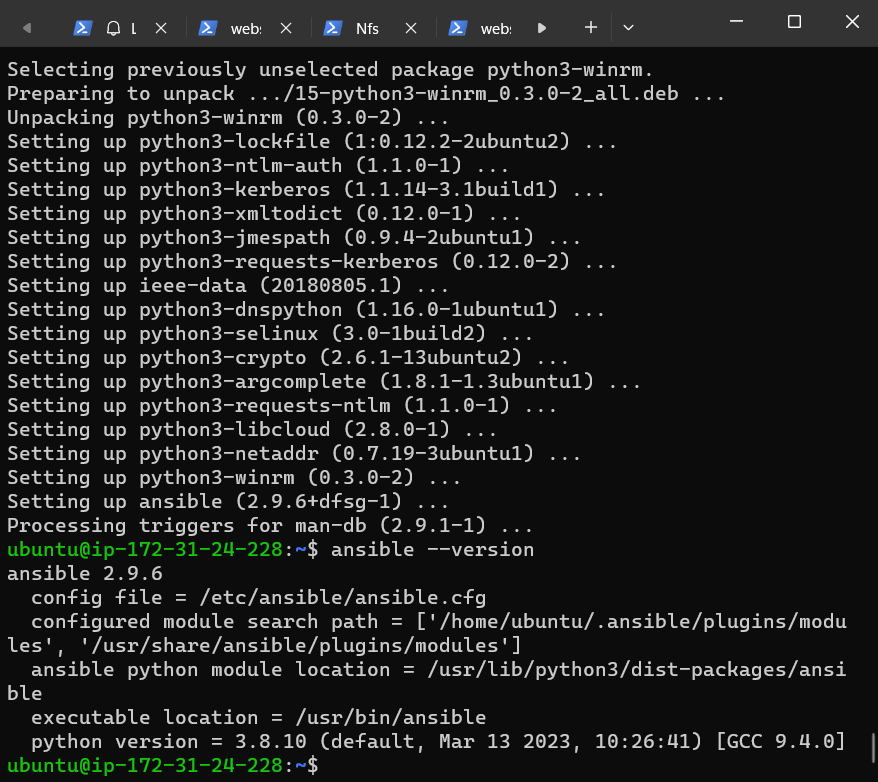 L webs Nfs webs
Selecting previously unselected package python3-winrm.
Preparing to unpack .../15-python3-winrm_0.3.0-2_all.deb ...
Unpacking python3-winrm (0.3.0-2) ...
Setting up python3-lockfile (1:0.12.2-2ubuntu2) ...
Setting up python3-ntlm-auth (1.1.0-1) ...
Setting up python3-kerberos (1.1.14-3.1build1) ...
Setting up python3-xmltodict (0.12.0-1) ...
Setting up python3-jmespath (0.9.4-2ubuntu1) ...
Setting up python3-requests-kerberos (0.12.0-2) ...
Setting up ieee-data (20180805.1) ...
Setting up python3-dnspython (1.16.0-1ubuntu1) ...
Setting up python3-selinux (3.0-1build2) ...
Setting up python3-crypto (2.6.1-13ubuntu2) ...
Setting up python3-argcomplete (1.8.1-1.3ubuntu1) ...
Setting up python3-requests-ntlm (1.1.0-1) ...
Setting up python3-libcloud (2.8.0-1) ...
Setting up python3-netaddr (0.7.19-3ubuntu1) ...
Setting up python3-winrm (0.3.0-2) ...
Setting up ansible (2.9.6+dfsg-1) ...
Processing triggers for man-db (2.9.1-1) ...
ubuntu@ip-172-31-24-228:~$ ansible --version
ansible 2.9.6
  config file = /etc/ansible/ansible.cfg
  configured module search path = ['/home/ubuntu/.ansible/plugins/modu
les', '/usr/share/ansible/plugins/modules']
  ansible python module location = /usr/lib/python3/dist-packages/ansi
ble
  executable location = /usr/bin/ansible
  python version = 3.8.10 (default, Mar 13 2023, 10:26:41) [GCC 9.4.0]
ubuntu@ip-172-31-24-228:~$